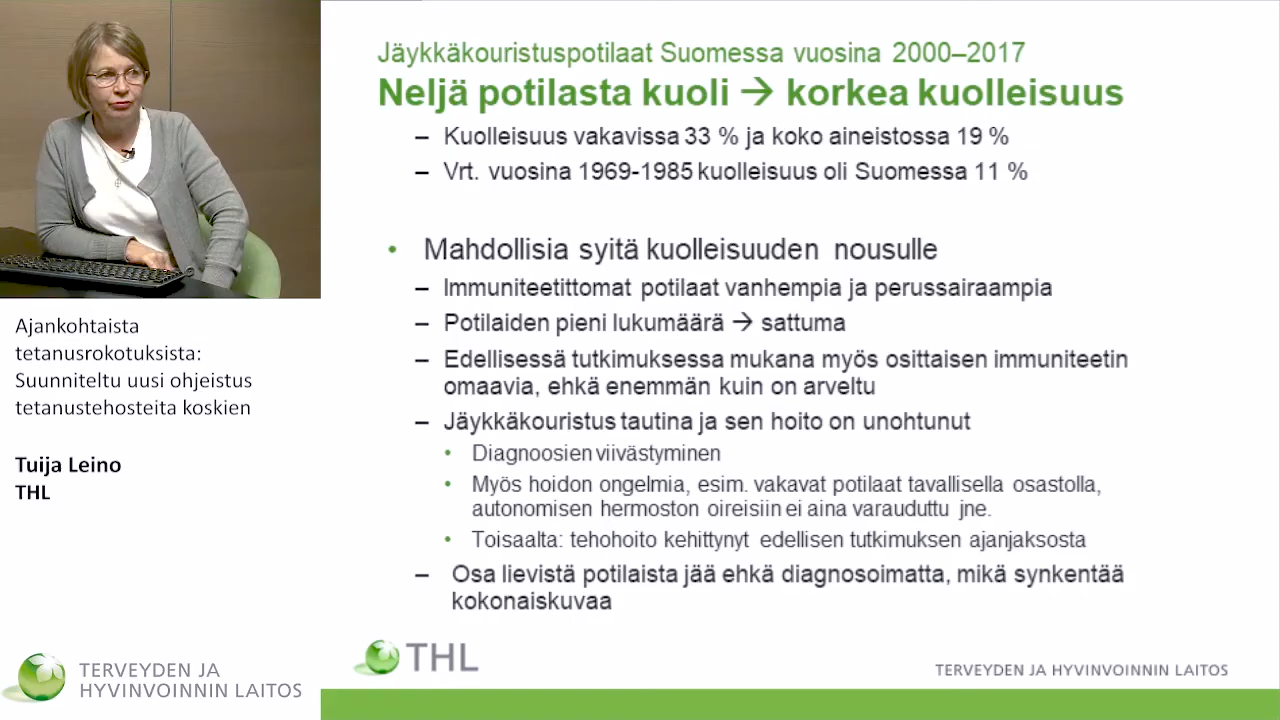 Jäykkäkouristuspotilaat Suomessa vuosina 2000–2017
Neljä potilasta kuoli → korkea kuolleisuus
– Kuolleisuus vakavissa 33 % ja koko aineistossa 19 %
– Vrt. vuosina 1969-1985 kuolleisuus oli Suomessa 11 %
• Mahdollisia syitä kuolleisuuden nousulle
– Immuniteetittomat potilaat vanhempia ja perussairaampia
– Potilaiden pieni lukumäärä → sattuma
– Edellisessä tutkimuksessa mukana myös osittaisen immuniteetin
omaavia, ehkä enemmän kuin on arveltu
– Jäykkäkouristus tautina ja sen hoito on unohtunut
• Diagnoosien viivästyminen
• Myös hoidon ongelmia, esim. vakavat potilaat tavallisella osastolla,
autonomisen hermoston oireisiin ei aina varauduttu jne.
• Toisaalta: tehohoito kehittynyt edellisen tutkimuksen ajanjaksosta
– Osa lievistä potilaista jää ehkä diagnosoimatta, mikä synkentää
kokonaiskuvaa
THL
TERVEYDEN JA HYVINVOINNIN LAITOS
Ajankohtaista
tetanusrokotuksista:
Suunniteltu uusi ohjeistus
tetanustehosteita koskien
Tuija Leino
THL
TERVEYDEN JA
HYVINVOINNIN LAITOS